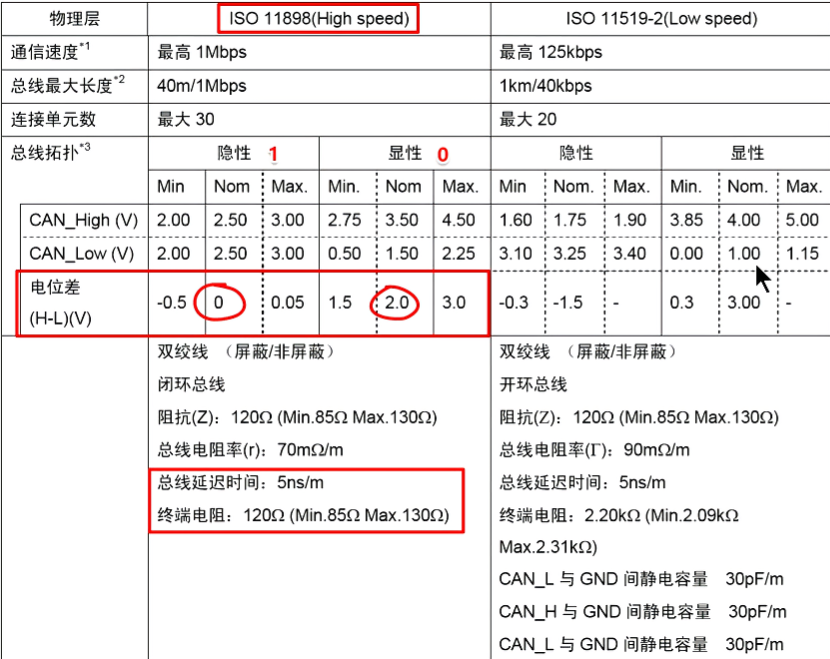 物理层 ISO 11898(High speed) ISO 11519-2(Low speed)
通信速度*1 最高 1Mbps 最高 125kbps
总线最大长度*2 40m/1Mbps 1km/40kbps
连接单元数 最大 30 最大 20
总线拓扑*3 隐性 1 显性 0 隐性 显性
Min Nom Max. Min. Nom Max. Min Nom. Max. Min. Nom. Max.
CAN_High (V) 2.00 2.50 3.00 2.75 3.50 4.50 1.60 1.75 1.90 3.85 4.00 5.00
CAN_Low (V) 2.00 2.50 3.00 0.50 1.50 2.25 3.10 3.25 3.40 0.00 1.00 1.15
电位差
(H-L)(V) -0.5 0 0.05 1.5 2.0 3.0 -0.3 -1.5 - 0.3 3.00 -
双绞线 （屏蔽/非屏蔽）
闭环总线
阻抗(Z)：120Ω (Min.85Ω Max.130Ω)
总线电阻率(r)：70mΩ/m
总线延迟时间：5ns/m
终端电阻：120Ω (Min.85Ω Max.130Ω)
双绞线 （屏蔽/非屏蔽）
开环总线
阻抗(Z)：120Ω (Min.85Ω Max.130Ω)
总线电阻率(Γ)：90mΩ/m
总线延迟时间：5ns/m
终端电阻：2.20kΩ (Min.2.09kΩ
Max.2.31kΩ)
CAN_L 与 GND 间静电容量 30pF/m
CAN_H 与 GND 间静电容量 30pF/m
CAN_L 与 GND 间静电容量 30pF/m